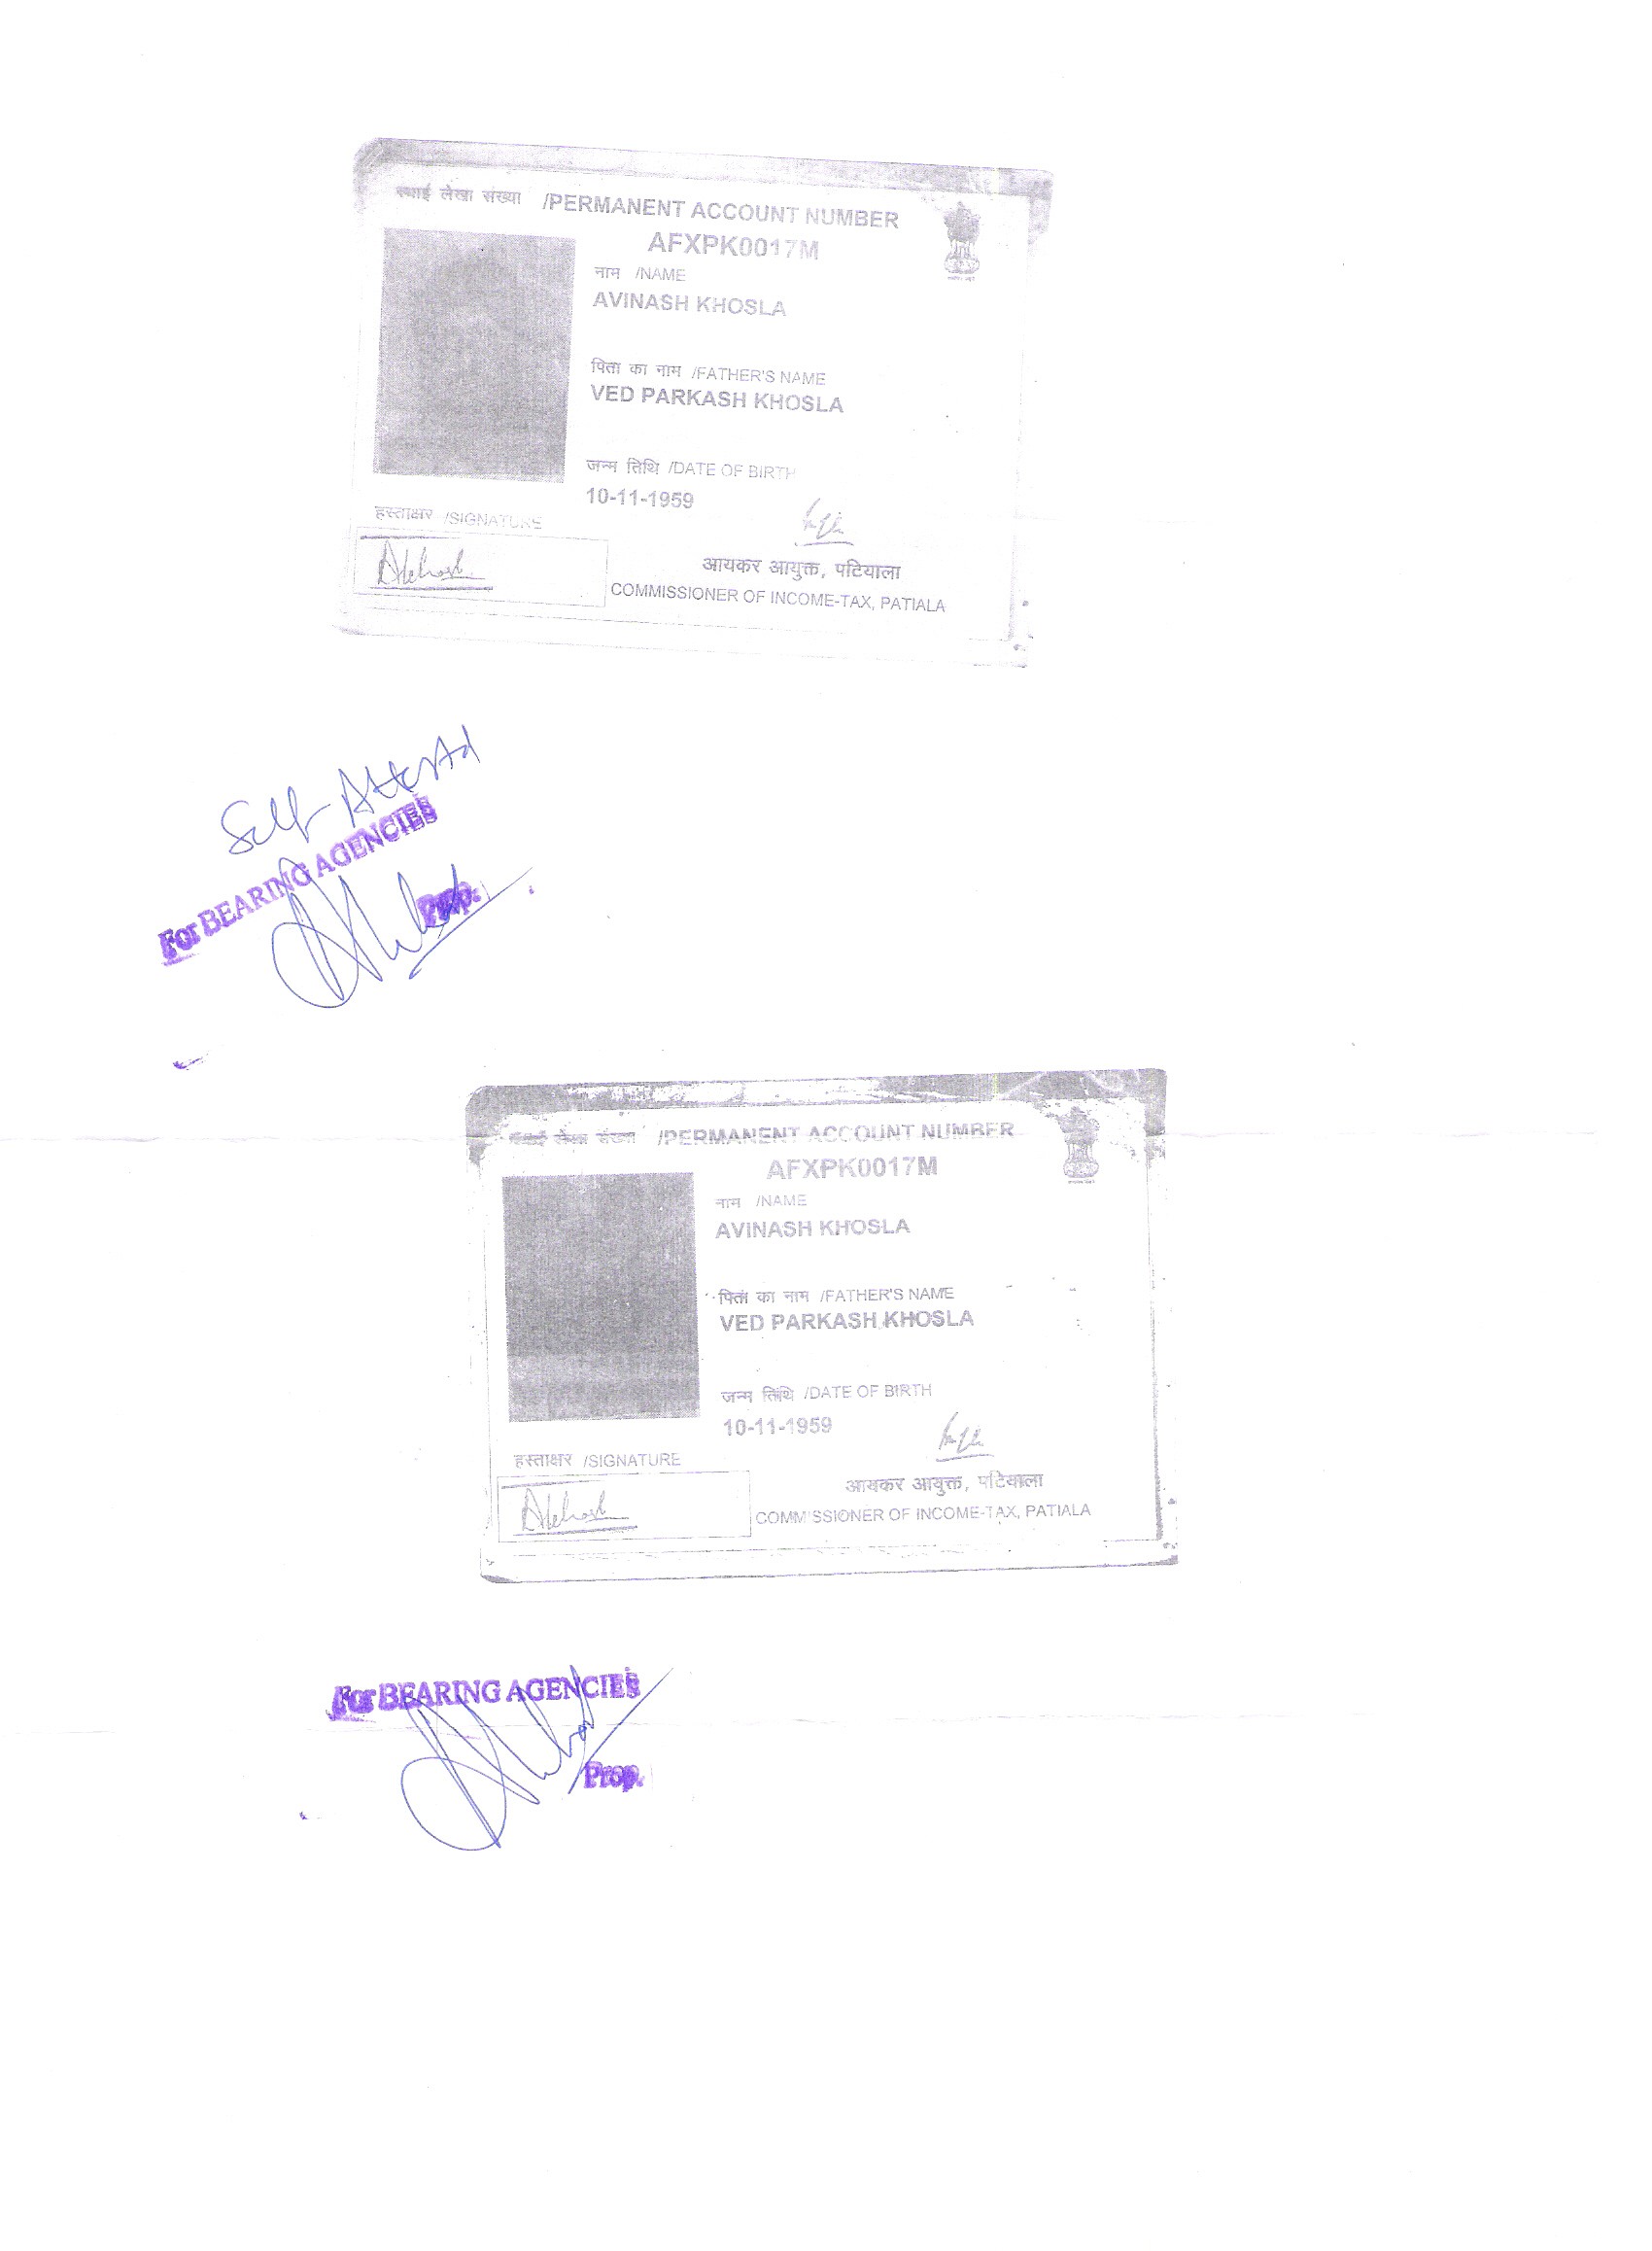 स्थाई लेखा संख्या /PERMANENT ACCOUNT NUMBER
AFXPK0017M
नाम /NAME
AVINASH KHOSLA
पिता का नाम /FATHER'S NAME
VED PARKASH KHOSLA
जन्म तिथि /DATE OF BIRTH
10-11-1959
हस्ताक्षर /SIGNATURE
आयकर आयुक्त, पटियाला
COMMISSIONER OF INCOME-TAX, PATIALA
Self Attested
For BEARING AGENCIES
Prop.
स्थाई लेखा संख्या /PERMANENT ACCOUNT NUMBER
AFXPK0017M
नाम /NAME
AVINASH KHOSLA
पिता का नाम /FATHER'S NAME
VED PARKASH KHOSLA
जन्म तिथि /DATE OF BIRTH
10-11-1959
हस्ताक्षर /SIGNATURE
आयकर आयुक्त, पटियाला
COMMISSIONER OF INCOME-TAX, PATIALA
For BEARING AGENCIES
Prop.